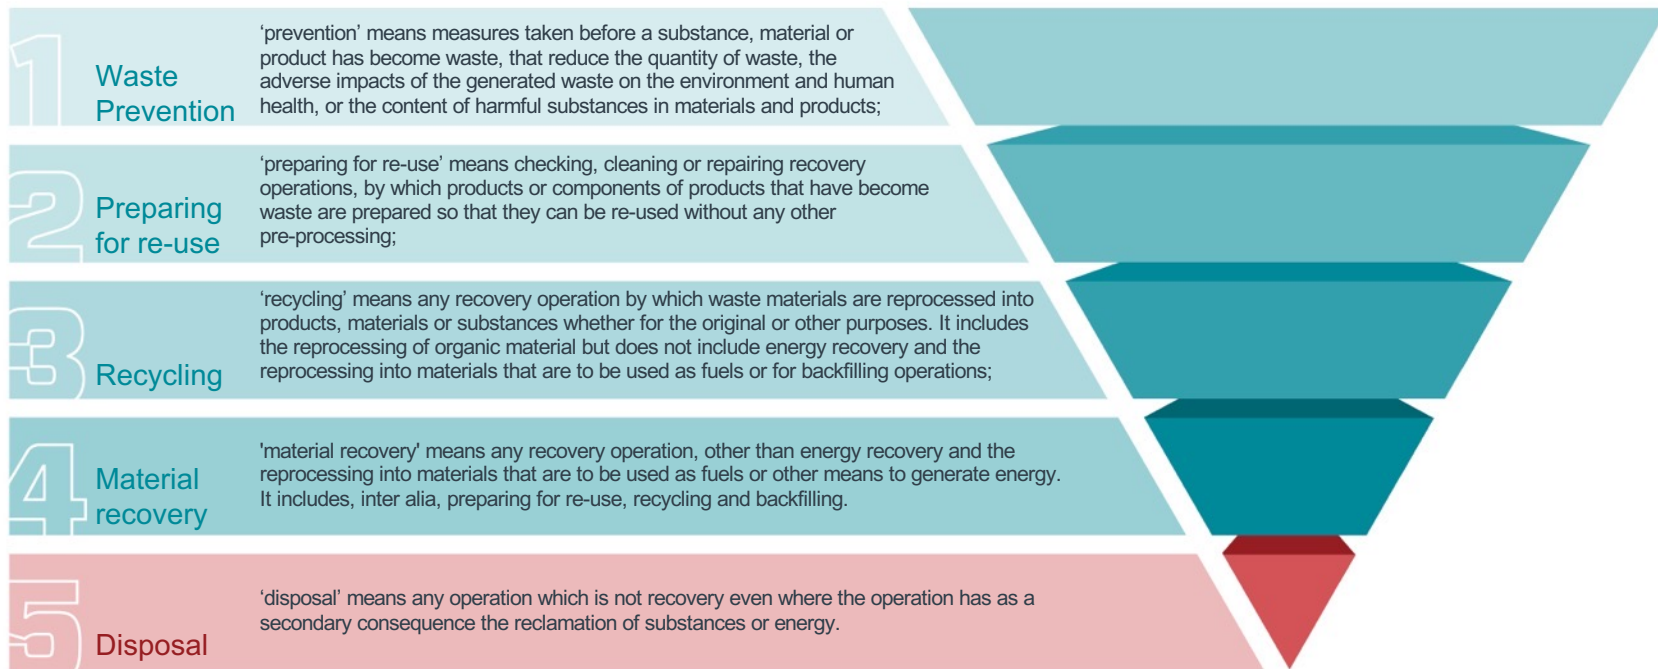 1
Waste
Prevention
‘prevention’ means measures taken before a substance, material or
product has become waste, that reduce the quantity of waste, the
adverse impacts of the generated waste on the environment and human
health, or the content of harmful substances in materials and products;
2
Preparing
for re-use
‘preparing for re-use’ means checking, cleaning or repairing recovery
operations, by which products or components of products that have become
waste are prepared so that they can be re-used without any other
pre-processing;
3
Recycling
‘recycling’ means any recovery operation by which waste materials are reprocessed into
products, materials or substances whether for the original or other purposes. It includes
the reprocessing of organic material but does not include energy recovery and the
reprocessing into materials that are to be used as fuels or for backfilling operations;
4
Material
recovery
'material recovery' means any recovery operation, other than energy recovery and the
reprocessing into materials that are to be used as fuels or other means to generate energy.
It includes, inter alia, preparing for re-use, recycling and backfilling.
5
Disposal
‘disposal’ means any operation which is not recovery even where the operation has as a
secondary consequence the reclamation of substances or energy.